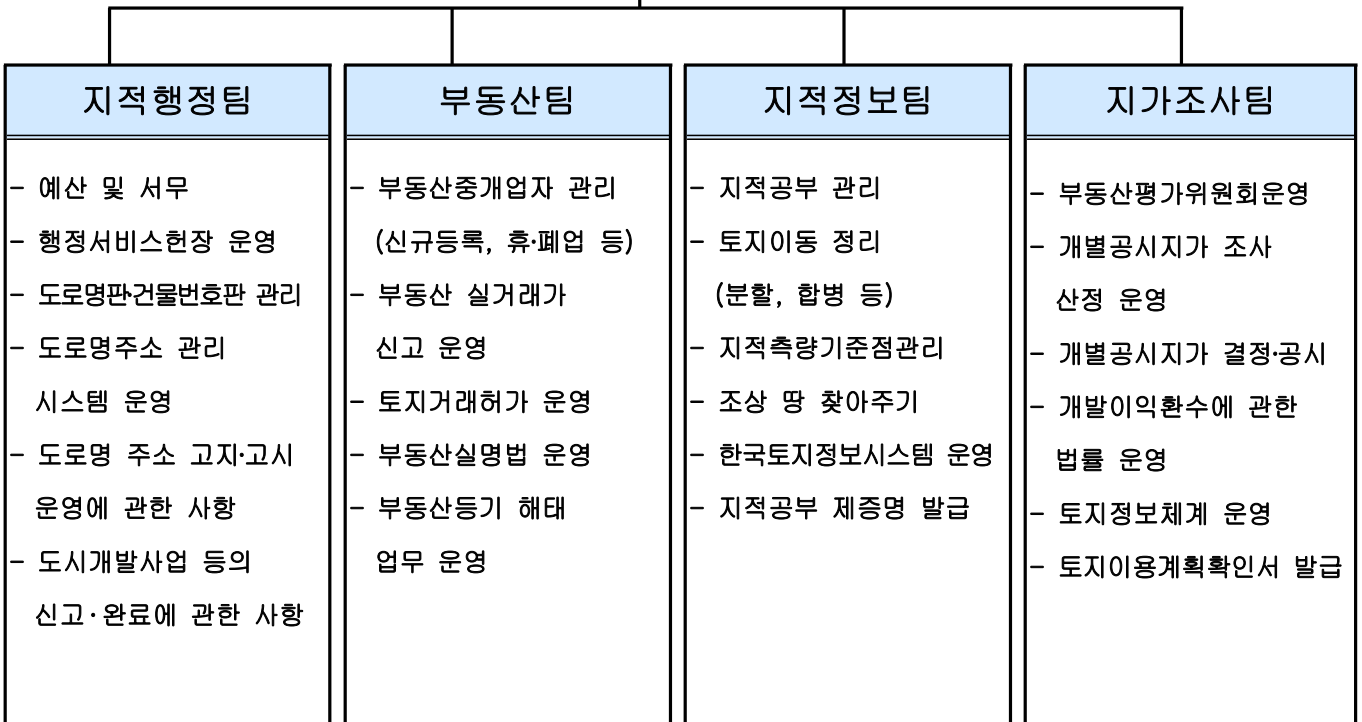 지적행정팀
- 예산 및 서무
- 행정서비스헌장 운영
- 도로명판·건물번호판 관리
- 도로명주소 관리
시스템 운영
- 도로명 주소 고지·고시
운영에 관한 사항
- 도시개발사업 등의
신고·완료에 관한 사항
부동산팀
- 부동산중개업자 관리
(신규등록, 휴·폐업 등)
- 부동산 실거래가
신고 운영
- 토지거래허가 운영
- 부동산실명법 운영
- 부동산등기 해태
업무 운영
지적정보팀
- 지적공부 관리
- 토지이동 정리
(분할, 합병 등)
- 지적측량기준점관리
- 조상 땅 찾아주기
- 한국토지정보시스템 운영
- 지적공부 제증명 발급
지가조사팀
- 부동산평가위원회운영
- 개별공시지가 조사
산정 운영
- 개별공시지가 결정·공시
- 개발이익환수에 관한
법률 운영
- 토지정보체계 운영
- 토지이용계획확인서 발급